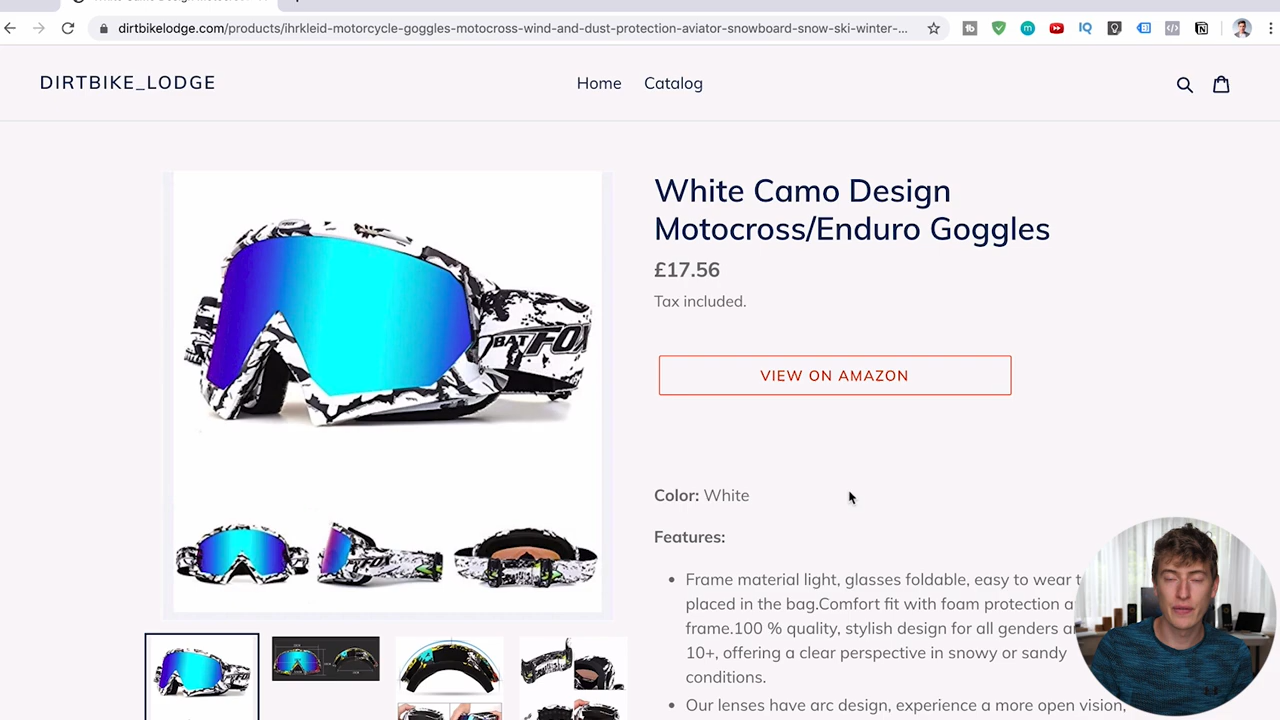 dirtbikelodge.com/products/ihrkleid-motorcycle-goggles-motocross-wind-and-dust-protection-aviator-snowboard-snow-ski-winter-...
DIRTBIKE_LODGE
Home Catalog
White Camo Design
Motocross/Enduro Goggles
£17.56
Tax included.
BATFOX
VIEW ON AMAZON
Color: White
Features:
• Frame material light, glasses foldable, easy to wear
placed in the bag.Comfort fit with foam protection
frame.100 % quality, stylish design for all genders
10+, offering a clear perspective in snowy or sandy
conditions.
• Our lenses have arc design, experience a more open vision,